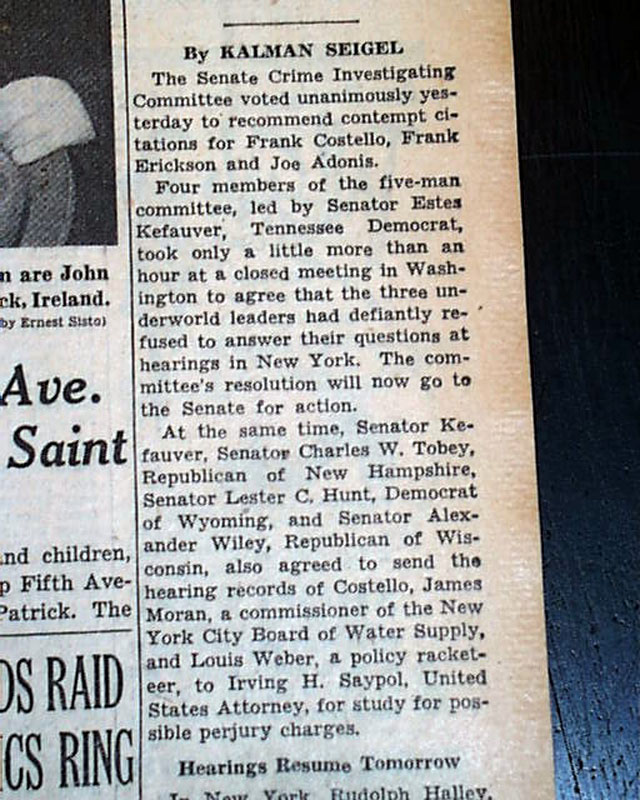 By KALMAN SEIGEL
The Senate Crime Investigating
Committee voted unanimously yes-
terday to recommend contempt ci-
tations for Frank Costello, Frank
Erickson and Joe Adonis.
Four members of the five-man
committee, led by Senator Estes
Kefauver, Tennessee Democrat,
took only a little more than an
hour at a closed meeting in Wash-
ington to agree that the three un-
derworld leaders had defiantly re-
fused to answer their questions at
hearings in New York. The com-
mittee's resolution will now go to
the Senate for action.
At the same time, Senator Ke-
fauver, Senator Charles W. Tobey,
Republican of New Hampshire,
Senator Lester C. Hunt, Democrat
of Wyoming, and Senator Alex-
ander Wiley, Republican of Wis-
consin, also agreed to send the
hearing records of Costello, James
Moran, a commissioner of the New
York City Board of Water Supply,
and Louis Weber, a policy racket-
eer, to Irving H. Saypol, United
States Attorney, for study for pos-
sible perjury charges.
Hearings Resume Tomorrow
In New York, Rudolph Halley,
are John
Ireland.
by Ernest Sisto)
Ave.
Saint
and children,
Fifth Ave-
Patrick. The
RAID
RING